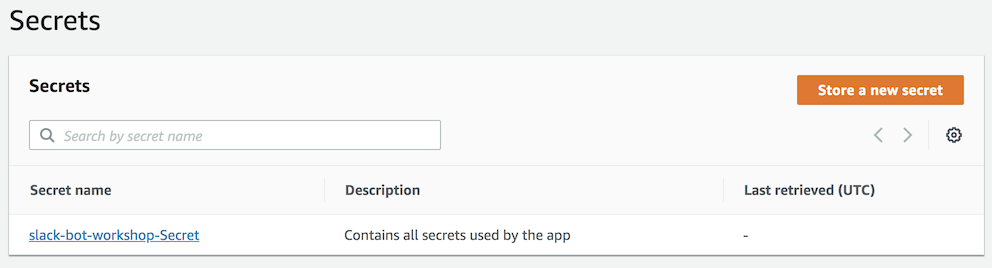 Secrets
Secrets
Store a new secret
Search by secret name
Secret name Description Last retrieved (UTC)
slack-bot-workshop-Secret Contains all secrets used by the app -